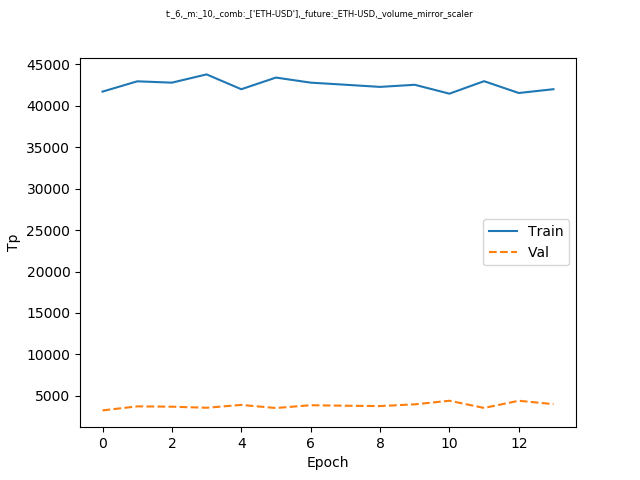 t:_6,_m:_10,_comb:_['ETH-USD'],_future:_ETH-USD,_volume_mirror_scaler
45000
40000
35000
30000
25000
20000
15000
10000
5000
Tp
Train
Val
0 2 4 6 8 10 12
Epoch